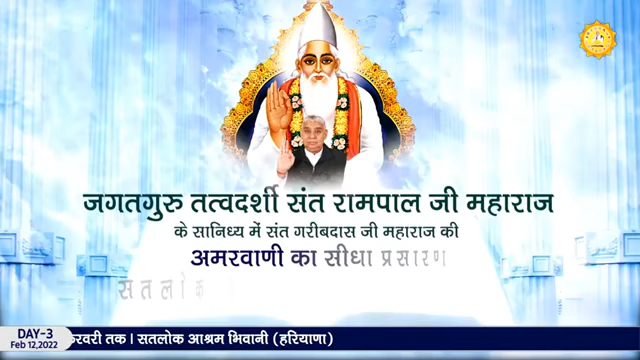 जगतगुरु तत्वदर्शी संत रामपाल जी महाराज
के सानिध्य में संत गरीबदास जी महाराज की
अमरवाणी का सीधा प्रसारण
सतलोक
DAY-3
Feb 12,2022
रवरी तक । सतलोक आश्रम भिवानी (हरियाणा)